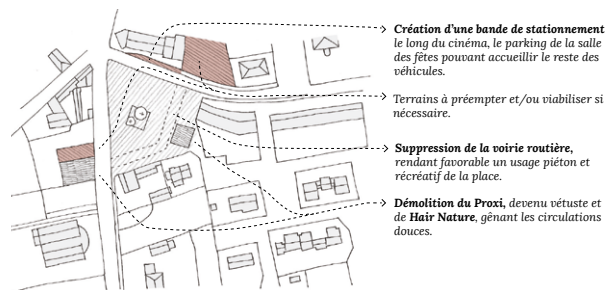 Création d'une bande de stationnement
le long du cinéma, le parking de la salle
des fêtes pouvant accueillir le reste des
véhicules.
Terrains à préempter et/ou viabiliser si
nécessaire.
Suppression de la voirie routière,
rendant favorable un usage piéton et
récréatif de la place.
Démolition du Proxi, devenu vétuste et
de Hair Nature, gênant les circulations
douces.